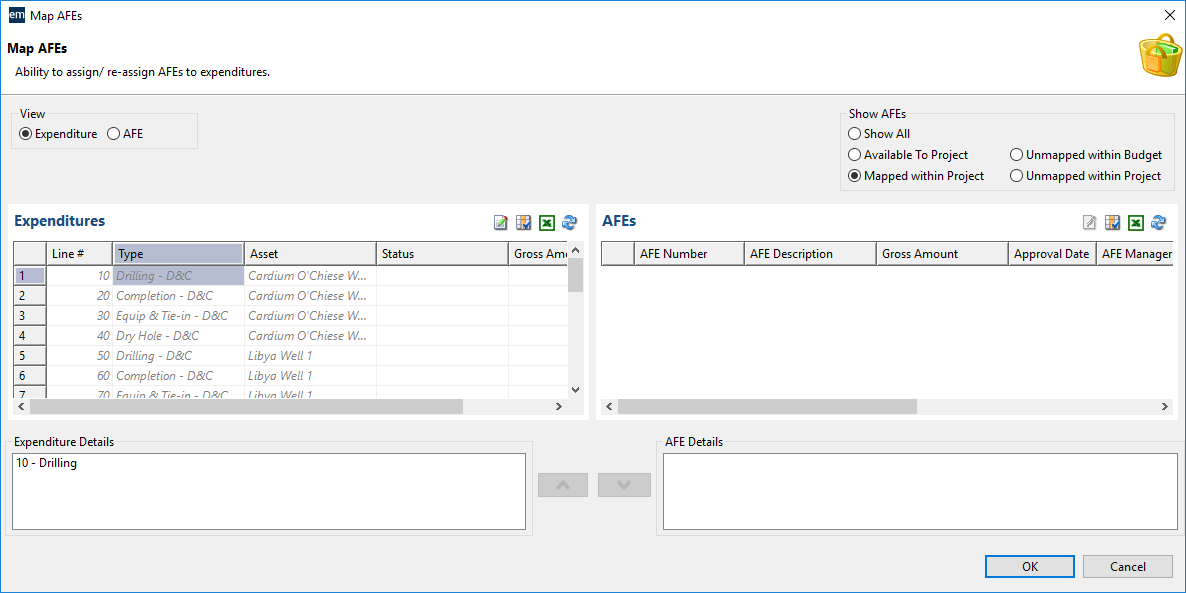 em Map AFEs
Map AFEs
Ability to assign/ re-assign AFEs to expenditures.
View
Expenditure AFE
Show AFEs
Show All
Available To Project Unmapped within Budget
Mapped within Project Unmapped within Project
Expenditures
Line # Type Asset Status Gross Amo
1 10 Drilling - D&C Cardium O'Chiese W...
2 20 Completion - D&C Cardium O'Chiese W...
3 30 Equip & Tie-in - D&C Cardium O'Chiese W...
4 40 Dry Hole - D&C Cardium O'Chiese W...
5 50 Drilling - D&C Libya Well 1
6 60 Completion - D&C Libya Well 1
7 70 Equip & Tie-in - D&C Libya Well 1
AFEs
AFE Number AFE Description Gross Amount Approval Date AFE Manager
Expenditure Details
10 - Drilling
AFE Details
OK Cancel